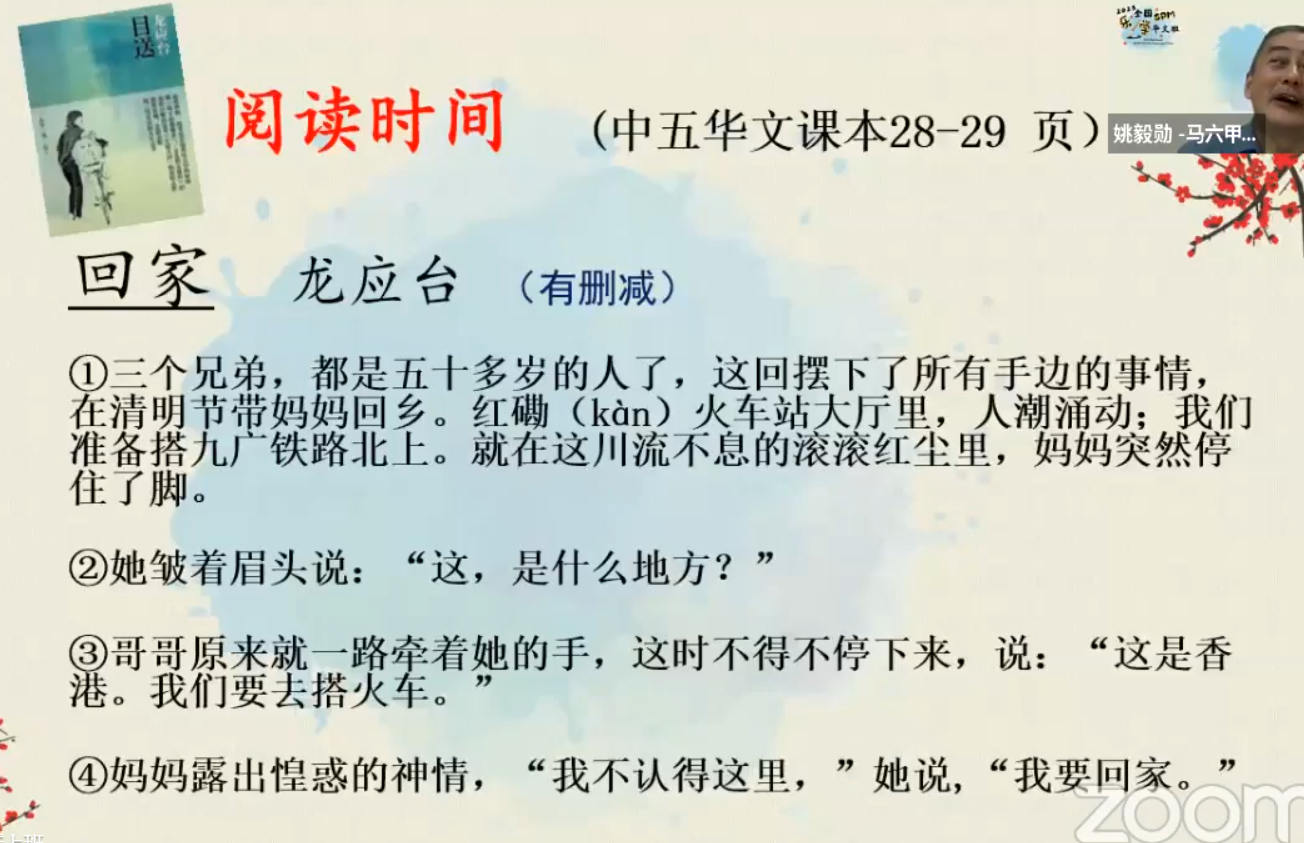 龙应台
目送
2023 全国 SPM
乐学华文班
阅读时间 (中五华文课本28-29 页)
姚毅勋 -马六甲...
回家 龙应台 （有删减）
①三个兄弟，都是五十多岁的人了，这回摆下了所有手边的事情，
在清明节带妈妈回乡。红磡（kàn）火车站大厅里，人潮涌动；我们
准备搭九广铁路北上。就在这川流不息的滚滚红尘里，妈妈突然停
住了脚。
②她皱着眉头说：“这，是什么地方？”
③哥哥原来就一路牵着她的手，这时不得不停下来，说：“这是香
港。我们要去搭火车。”
④妈妈露出惶惑的神情，“我不认得这里，”她说,“我要回家。”
zoom